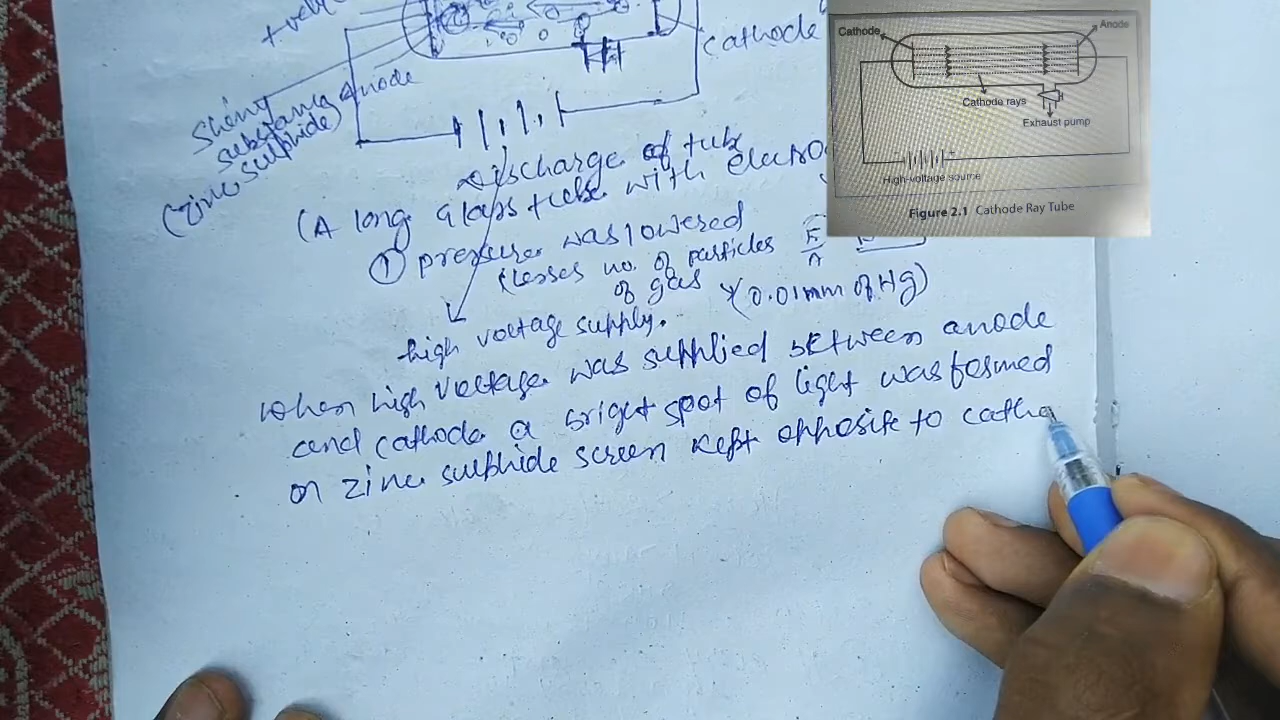 +ve
cathode
Shiny
substance anode
(zinc sulphide)
Discharge of tube
(A long glass tube with electro
① pressure was lowered
(Lesses no. of particles F/A
of gas (0.01mm of Hg)
high voltage supply.
when high voltage was supplied between anode
and cathode a bright spot of light was formed
on zinc sulphide screen kept opposite to catho
Cathode
Anode
Cathode rays
Exhaust pump
+
High-voltage source
Figure 2.1 Cathode Ray Tube